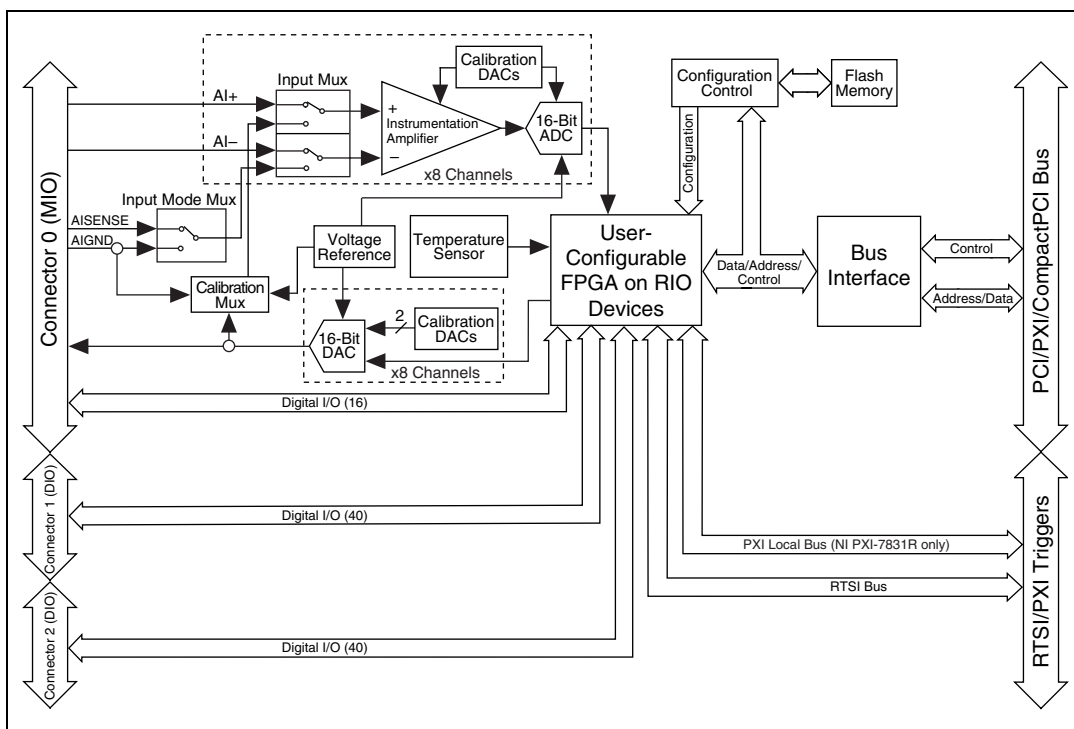 Connector 0 (MIO)
AI+
AI–
Input Mux
+
Instrumentation
Amplifier
–
Calibration
DACs
16-Bit
ADC
x8 Channels
Input Mode Mux
AISENSE
AIGND
Calibration
Mux
Voltage
Reference
Temperature
Sensor
2
Calibration
DACs
16-Bit
DAC
x8 Channels
Configuration
Control
Flash
Memory
Configuration
User-
Configurable
FPGA on RIO
Devices
Data/Address/
Control
Bus
Interface
Control
Address/Data
PCI/PXI/CompactPCI Bus
Digital I/O (16)
Connector 1 (DIO)
Digital I/O (40)
PXI Local Bus (NI PXI-7831R only)
RTSI Bus
RTSI/PXI Triggers
Connector 2 (DIO)
Digital I/O (40)